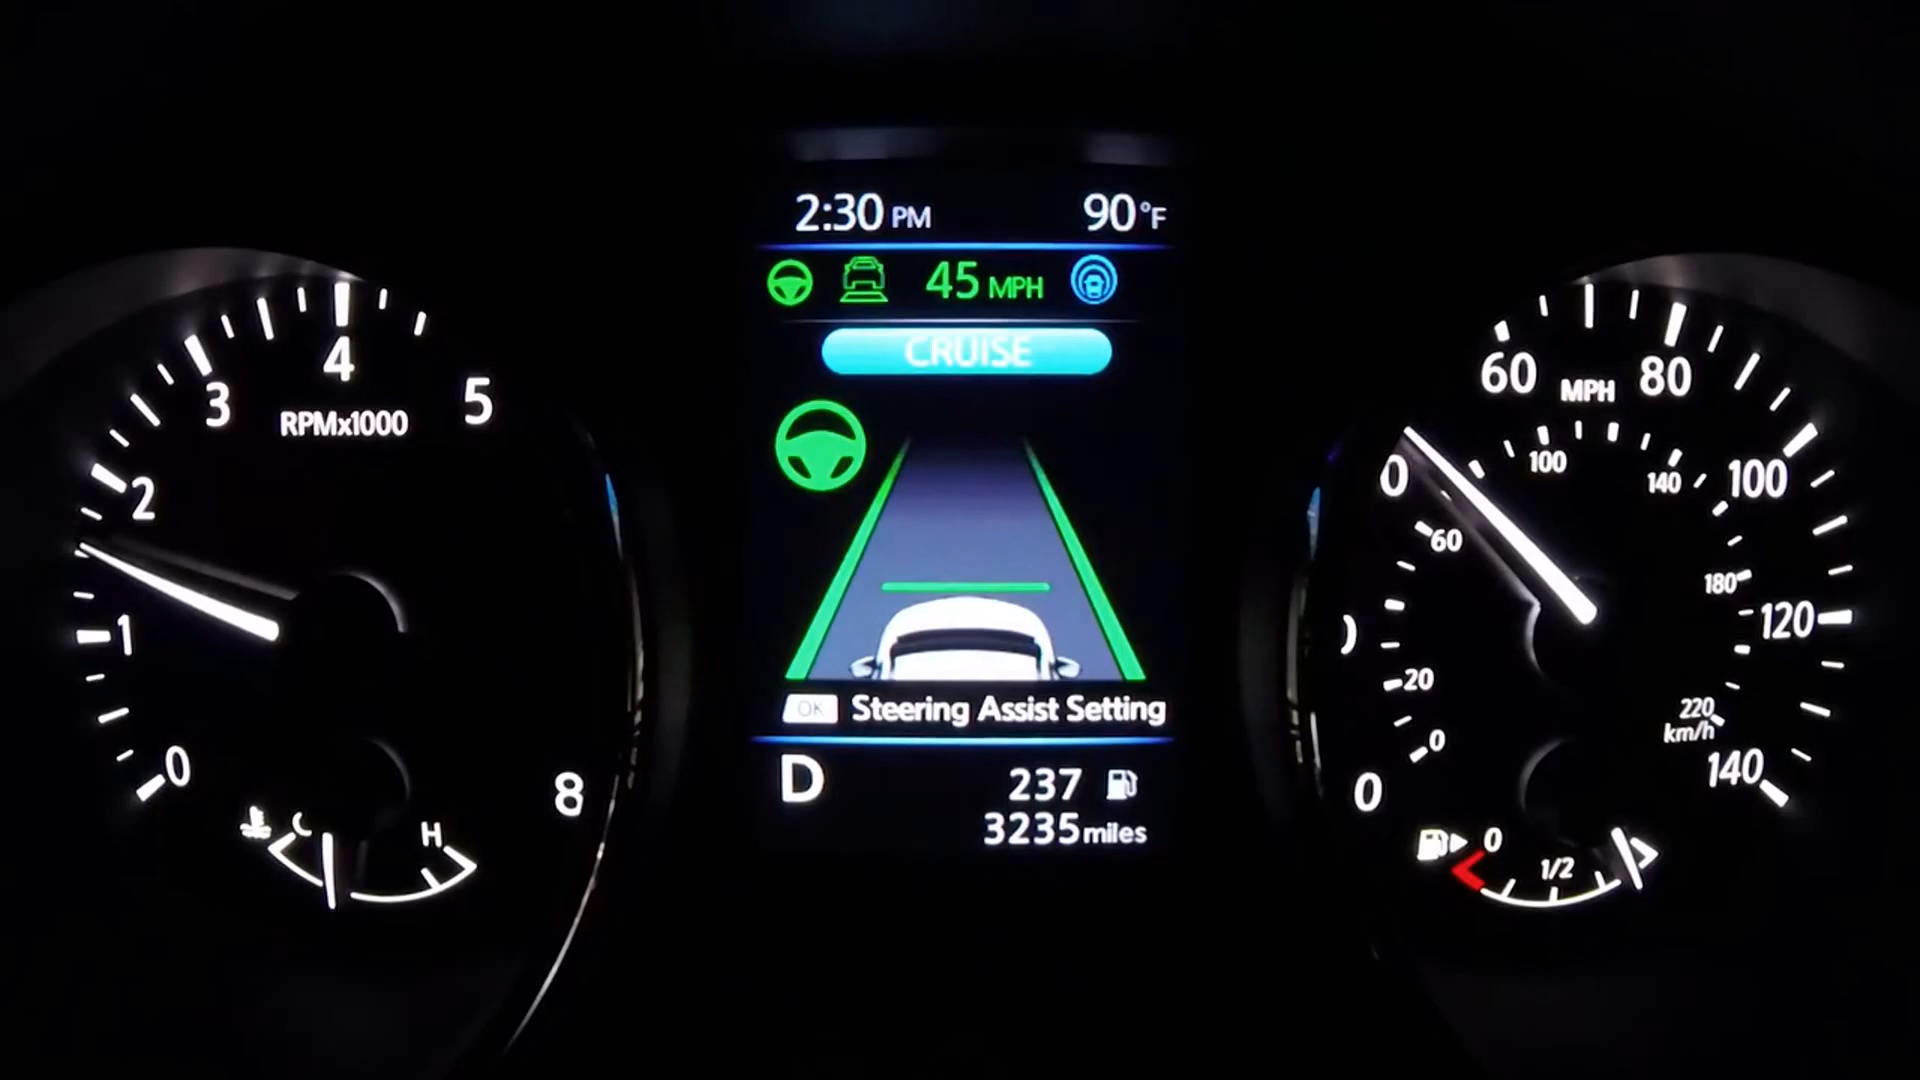 2:30 PM 90°F
45 MPH
CRUISE
OK Steering Assist Setting
D 237
3235 miles
0
1
2
3
4
5
8
RPMx1000
C H
0
0
60
80
100
120
140
MPH
0
20
60
100
140
180
220
km/h
0 1/2